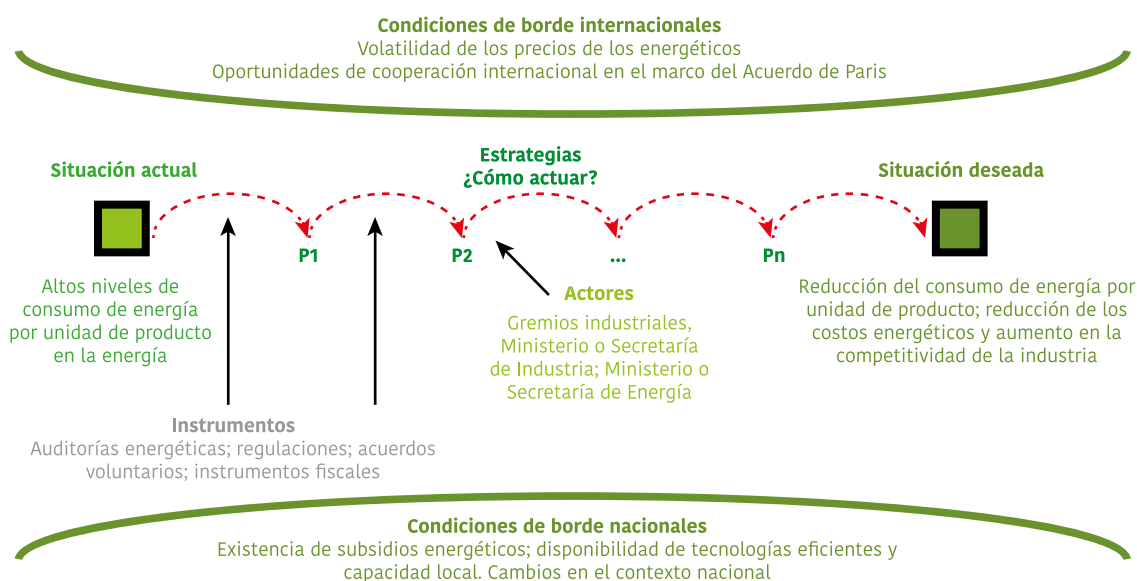 Condiciones de borde internacionales
Volatilidad de los precios de los energéticos
Oportunidades de cooperación internacional en el marco del Acuerdo de Paris
Situación actual
Estrategias
¿Cómo actuar?
Situación deseada
P1
P2
...
Pn
Altos niveles de
consumo de energía
por unidad de producto
en la energía
Actores
Gremios industriales,
Ministerio o Secretaría
de Industria; Ministerio o
Secretaría de Energía
Reducción del consumo de energía por
unidad de producto; reducción de los
costos energéticos y aumento en la
competitividad de la industria
Instrumentos
Auditorías energéticas; regulaciones; acuerdos
voluntarios; instrumentos fiscales
Condiciones de borde nacionales
Existencia de subsidios energéticos; disponibilidad de tecnologías eficientes y
capacidad local. Cambios en el contexto nacional